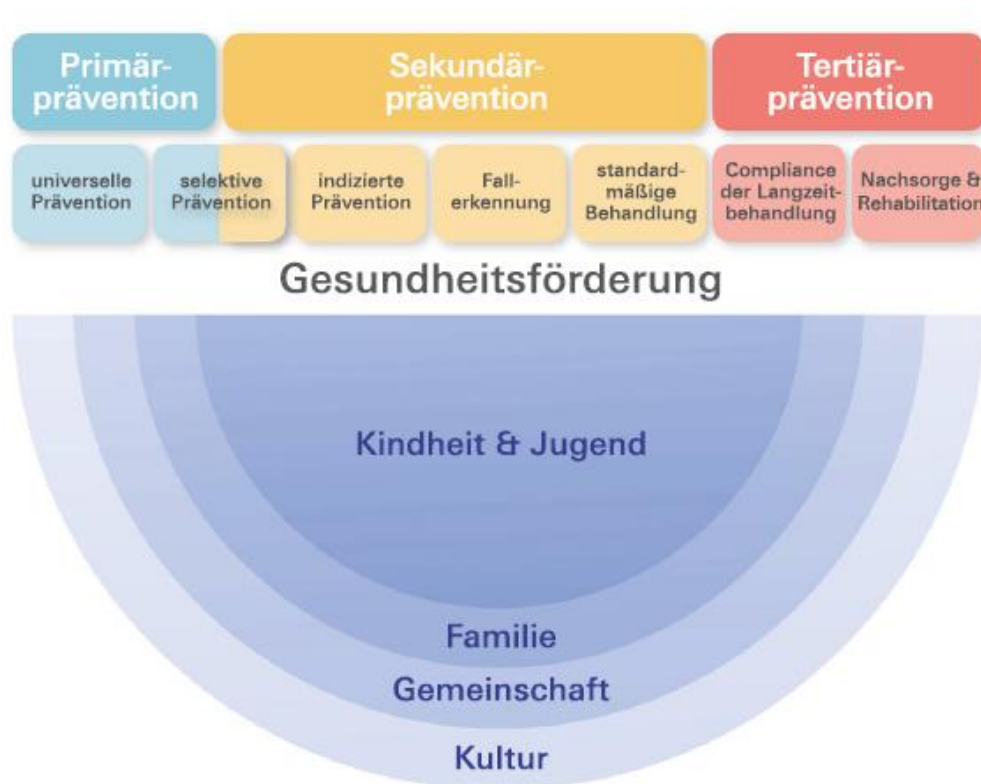 Primär-
prävention
Sekundär-
prävention
Tertiär-
prävention
universelle
Prävention
selektive
Prävention
indizierte
Prävention
Fall-
erkennung
standard-
mäßige
Behandlung
Compliance
der Langzeit-
behandlung
Nachsorge &
Rehabilitation
Gesundheitsförderung
Kindheit & Jugend
Familie
Gemeinschaft
Kultur